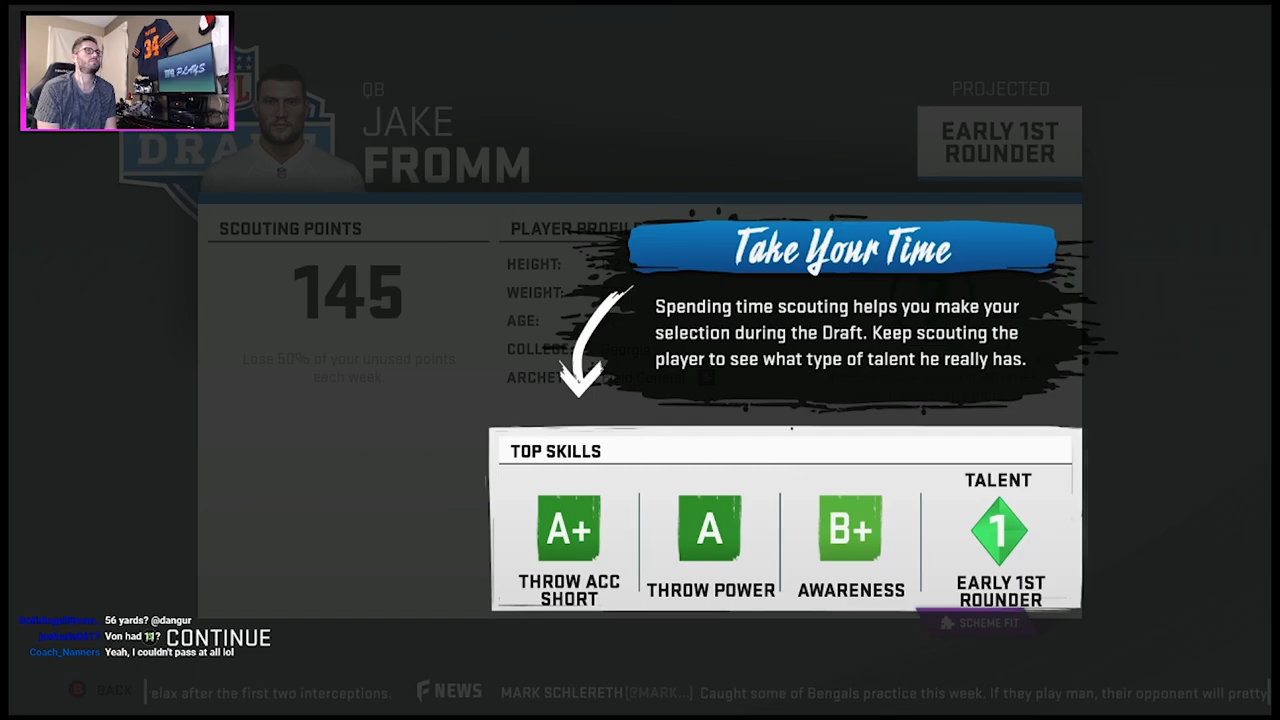 34
QB
JAKE
FROMM
DRAFT
PROJECTED
EARLY 1ST
ROUNDER
SCOUTING POINTS
145
Lose 50% of your unused points
each week.
PLAYER PROFILE
HEIGHT:
WEIGHT:
AGE:
COLLEGE:
Take Your Time
Spending time scouting helps you make your
selection during the Draft. Keep scouting the
player to see what type of talent he really has.
TOP SKILLS
A+
THROW ACC
SHORT
A
THROW POWER
B+
AWARENESS
TALENT
1
EARLY 1ST
ROUNDER
SCHEME FIT
56 yards? @dangur
Von had 11?
Coach_Nanners Yeah, I couldn't pass at all lol
CONTINUE
B BACK
elax after the first two interceptions. F NEWS MARK SCHLERETH (@MARK...) Caught some of Bengals practice this week. If they play man, their opponent will pretty